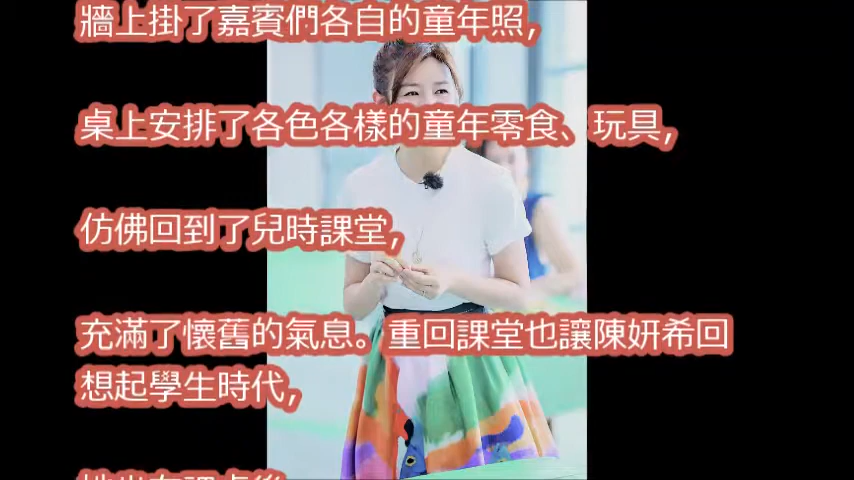 牆上掛了嘉賓們各自的童年照，
桌上安排了各色各樣的童年零食、玩具，
仿佛回到了兒時課堂，
充滿了懷舊的氣息。重回課堂也讓陳妍希回
想起學生時代，